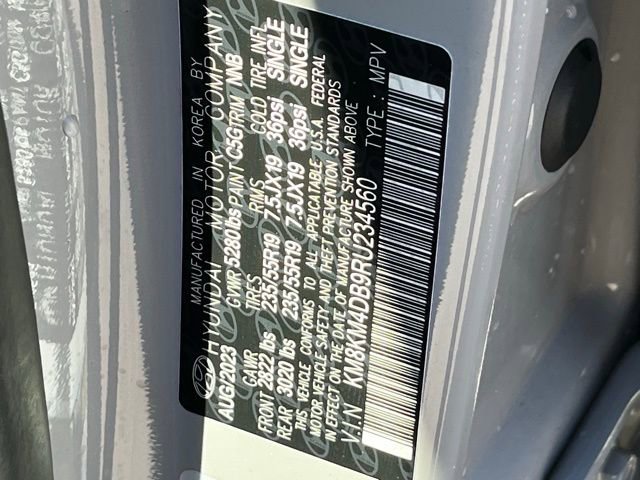 MANUFACTURED IN KOREA BY
HYUNDAI MOTOR COMPANY
AUG/2023 GVWR 5280 lbs PAINT C5G TRIM NNB
GAWR TIRES RIMS COLD TIRE INFL
FRONT 2822 lbs 235/55R19 7.5JX19 36psi SINGLE
REAR 3020 lbs 235/55R19 7.5JX19 36psi SINGLE
THIS VEHICLE CONFORMS TO ALL APPLICABLE U.S.A. FEDERAL
MOTOR VEHICLE SAFETY AND THEFT PREVENTION STANDARDS
IN EFFECT ON THE DATE OF MANUFACTURE SHOWN ABOVE
V.I.N KM8KM4DB9RU234560 TYPE : MPV